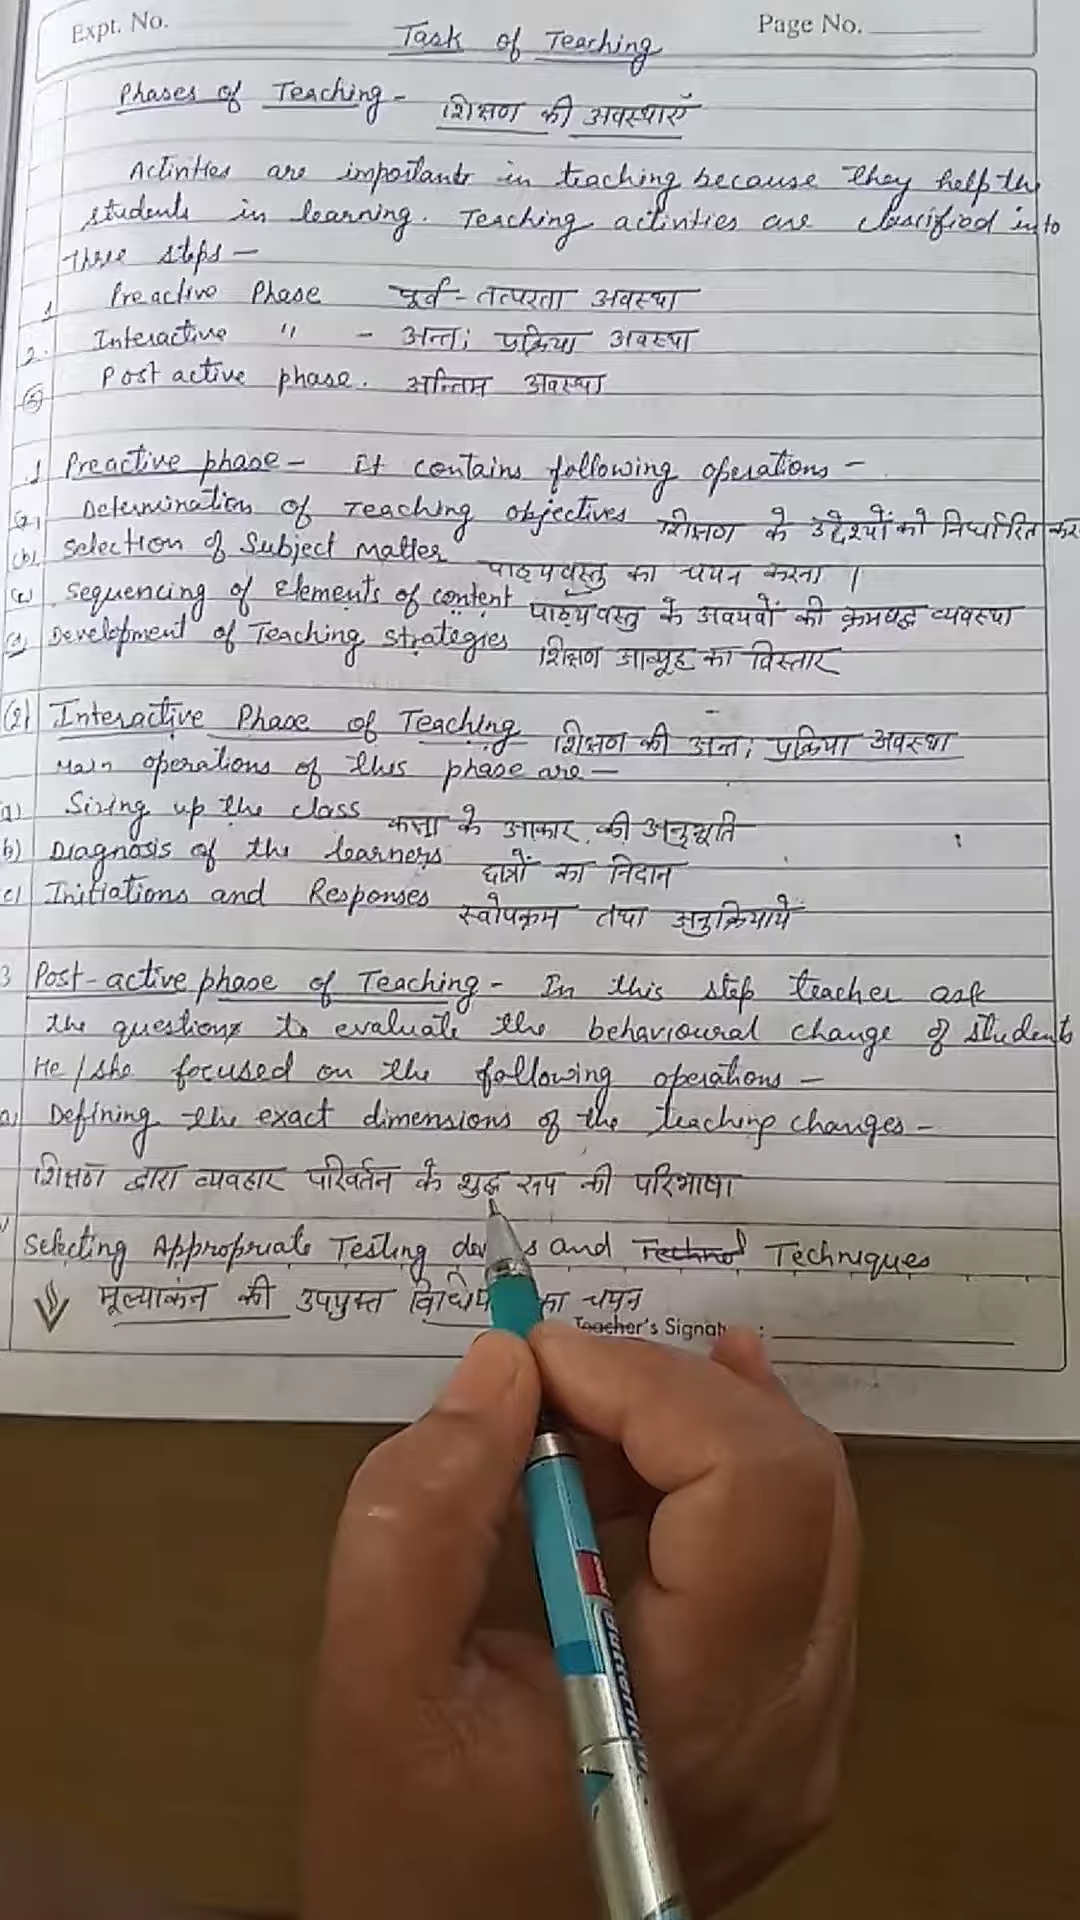 Expt. No.
Page No.
Task of Teaching
Phases of Teaching - शिक्षण की अवस्थाएँ
Activities are important in teaching because they help the
students in learning. Teaching activities are classified into
three steps -
1 Preactive Phase पूर्व - तत्परता अवस्था
2. Interactive " - अन्त: प्रक्रिया अवस्था
Post active phase. अन्तिम अवस्था
1 Preactive phase - it contains following operations -
Determination of Teaching objectives शिक्षण के उद्देश्यों को निर्धारित कर
(b) Selection of Subject Matter पाठ्यवस्तु का चयन करना ।
Sequencing of Elements of content पाठ्यवस्तु के अवयवों की क्रमबद्ध व्यवस्था
Development of Teaching strategies शिक्षण आव्यूह का विस्तार
(2) Interactive Phase of Teaching शिक्षण की अन्त: प्रक्रिया अवस्था
Main operations of this phase are -
(a) Sizing up the class कक्षा के आकार की अनुभूति
b) Diagnosis of the learners छात्रों का निदान
c) Initiations and Responses स्वोपक्रम तथा अनुक्रियायें
3 Post-active phase of Teaching - In this step teacher ask
the questions to evaluate the behavioural change of students
He/she focused on the following operations -
a) Defining the exact dimensions of the teaching changes -
शिक्षण द्वारा व्यवहार परिवर्तन के शुद्ध रूप की परिभाषा
Selecting Appropriate Testing and Techniques
मूल्याकंन की उपयुक्त का चयन
Teacher's Signat :